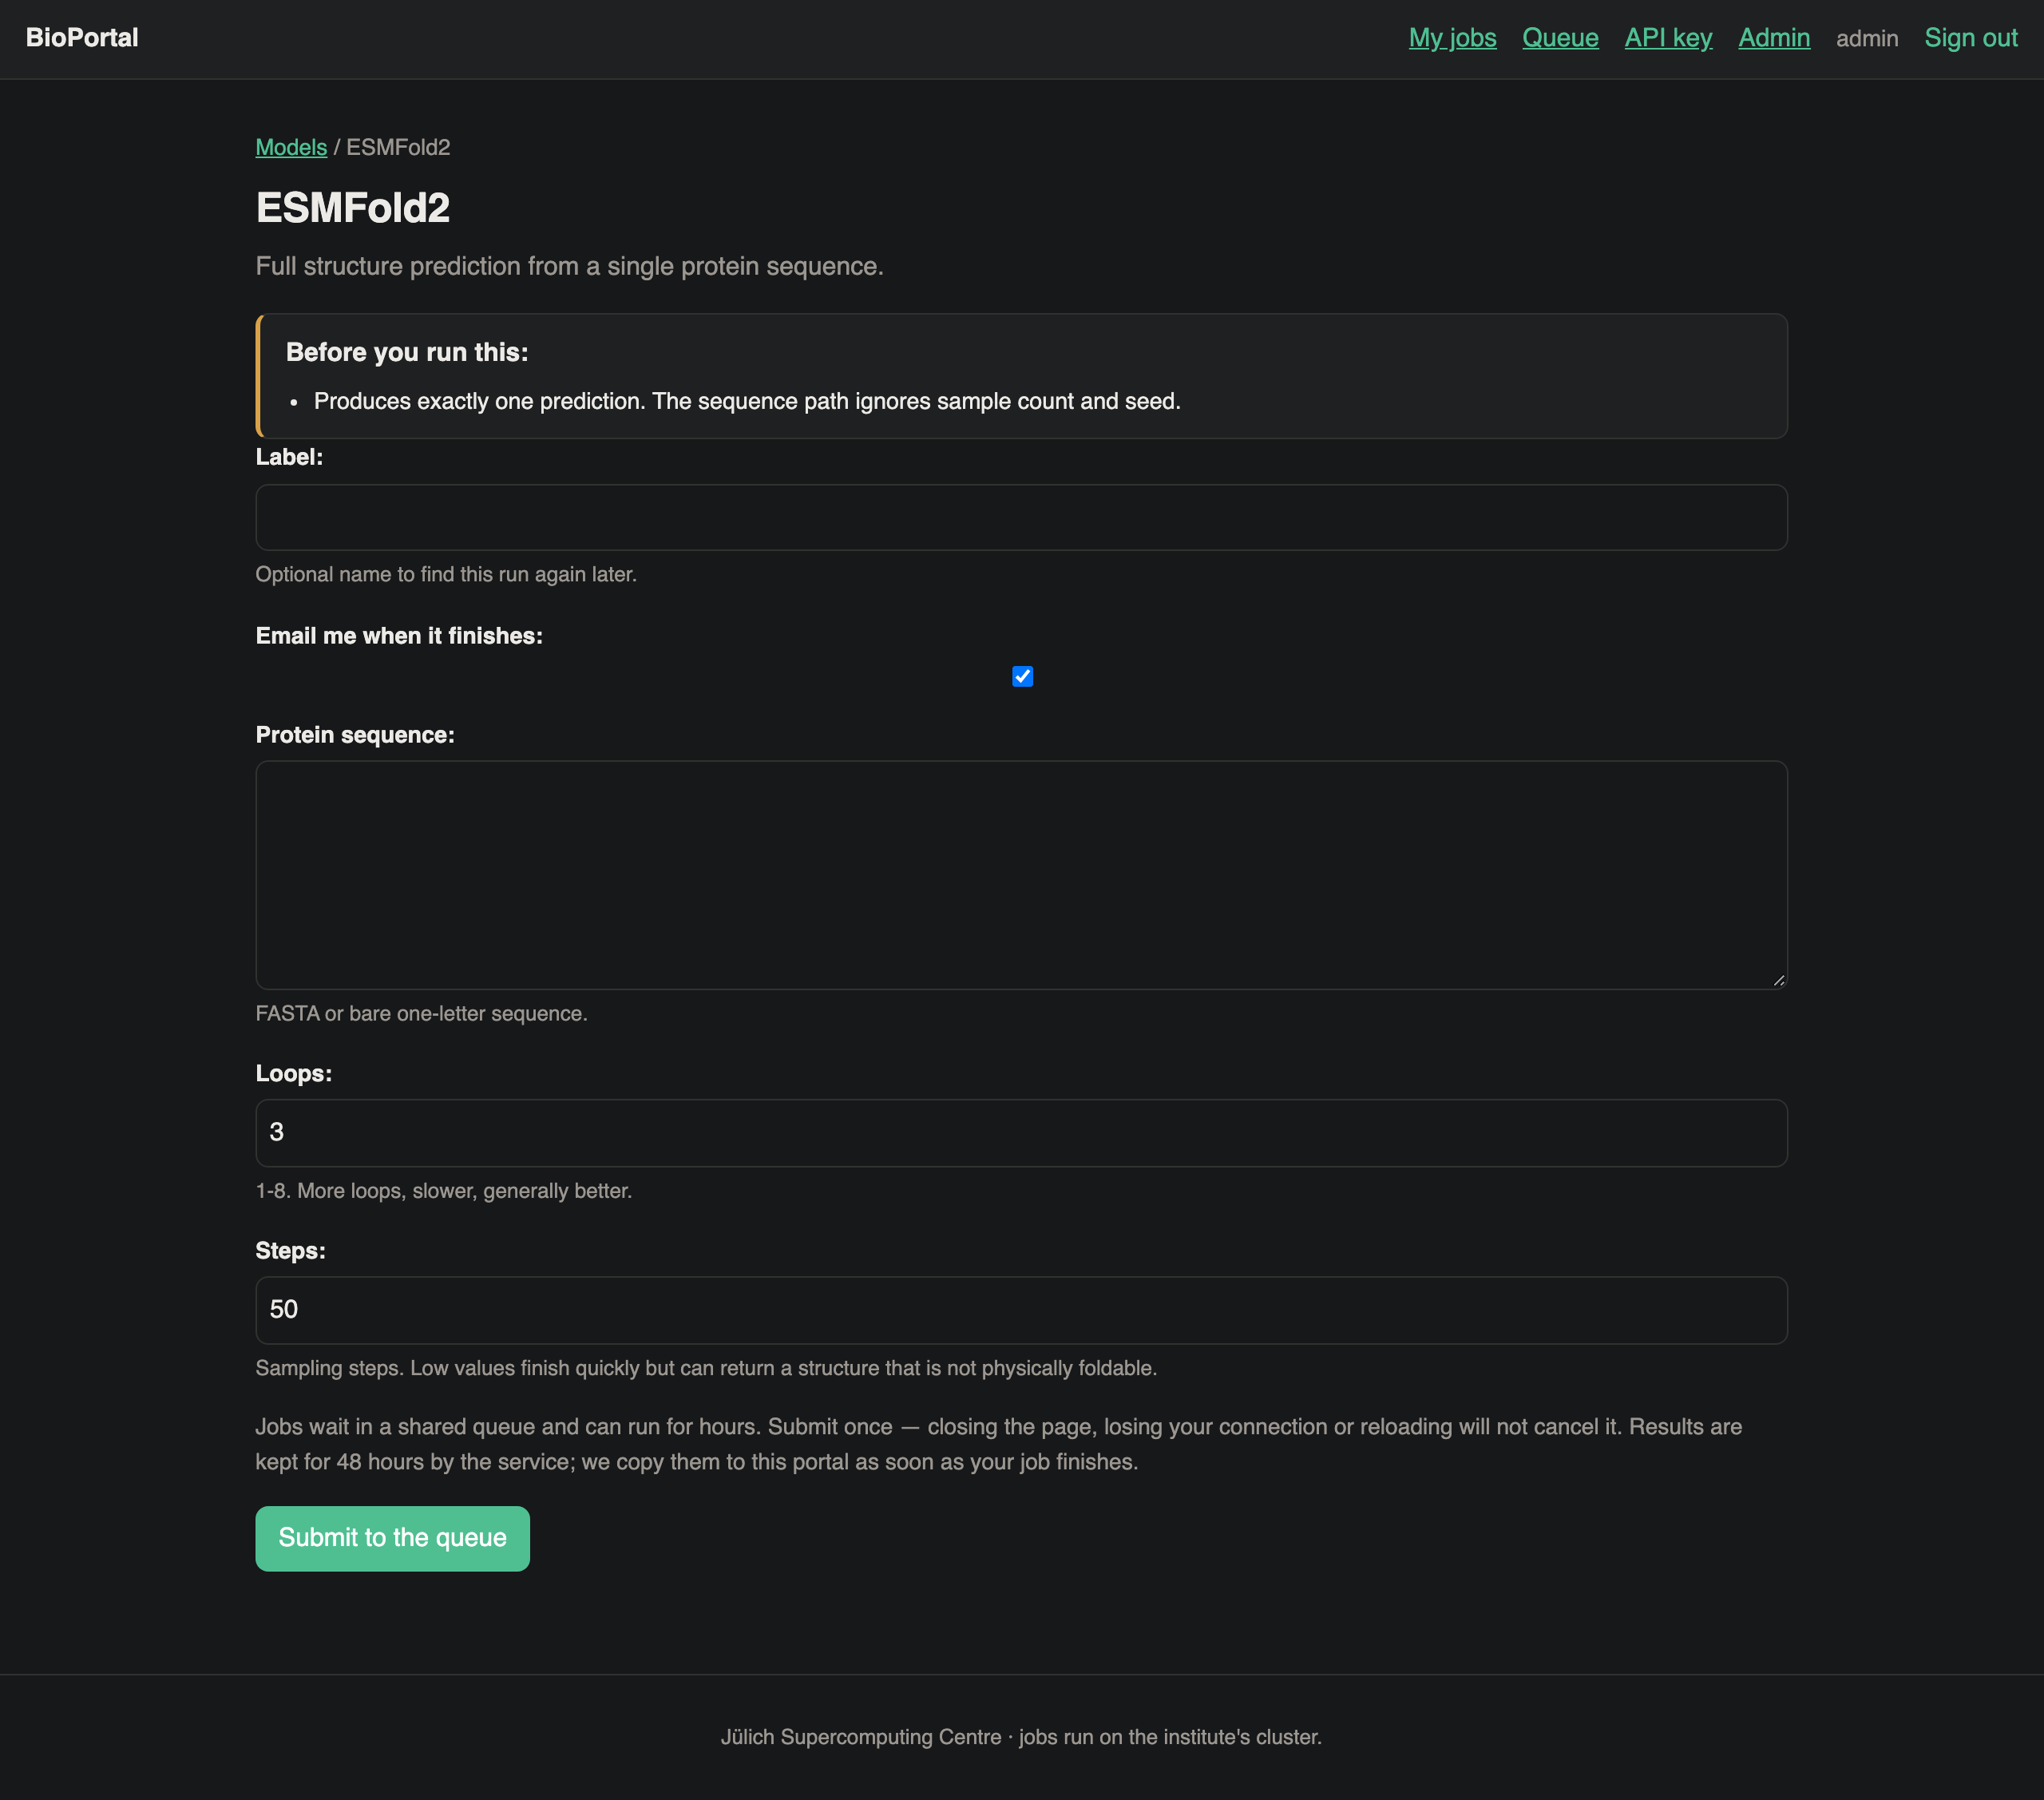 BioPortal
My jobs Queue API key Admin admin Sign out
Models / ESMFold2
ESMFold2
Full structure prediction from a single protein sequence.
Before you run this:
• Produces exactly one prediction. The sequence path ignores sample count and seed.
Label:
Optional name to find this run again later.
Email me when it finishes:
Protein sequence:
FASTA or bare one-letter sequence.
Loops:
3
1-8. More loops, slower, generally better.
Steps:
50
Sampling steps. Low values finish quickly but can return a structure that is not physically foldable.
Jobs wait in a shared queue and can run for hours. Submit once — closing the page, losing your connection or reloading will not cancel it. Results are
kept for 48 hours by the service; we copy them to this portal as soon as your job finishes.
Submit to the queue
Jülich Supercomputing Centre · jobs run on the institute's cluster.